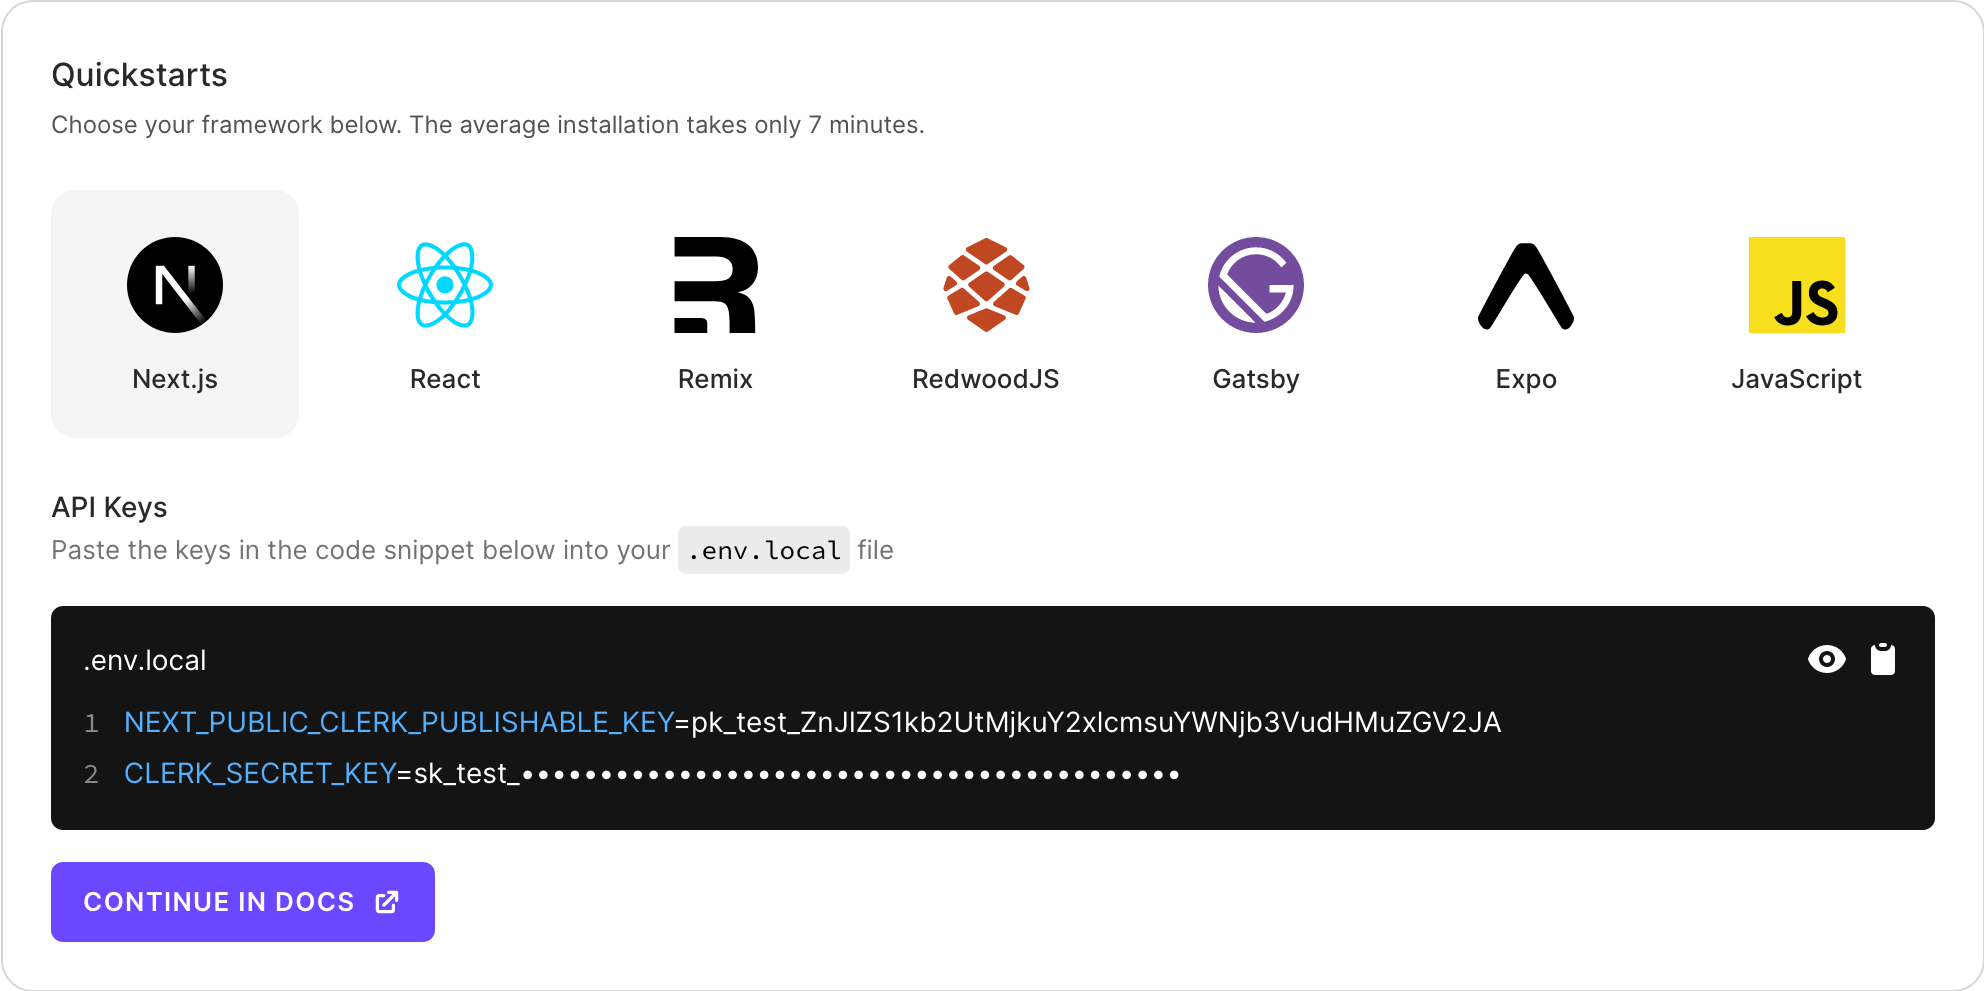 Quickstarts
Choose your framework below. The average installation takes only 7 minutes.
N
JS
Next.js React Remix RedwoodJS Gatsby Expo JavaScript
API Keys
Paste the keys in the code snippet below into your .env.local file
.env.local
1 NEXT_PUBLIC_CLERK_PUBLISHABLE_KEY=pk_test_ZnJlZS1kb2UtMjkuY2xlcmsuYWNjb3VudHMuZGV2JA
2 CLERK_SECRET_KEY=sk_test_••••••••••••••••••••••••••••••••••••••••••
CONTINUE IN DOCS